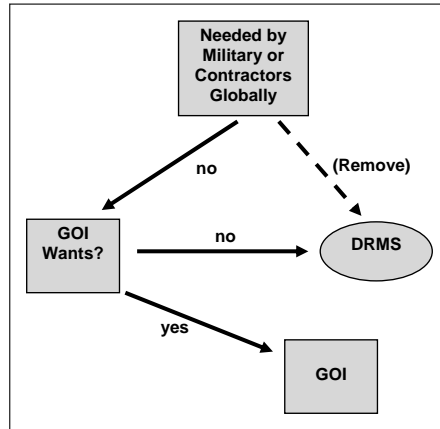 Needed by
Military or
Contractors
Globally
(Remove)
no
GOI
Wants?
no
DRMS
yes
GOI